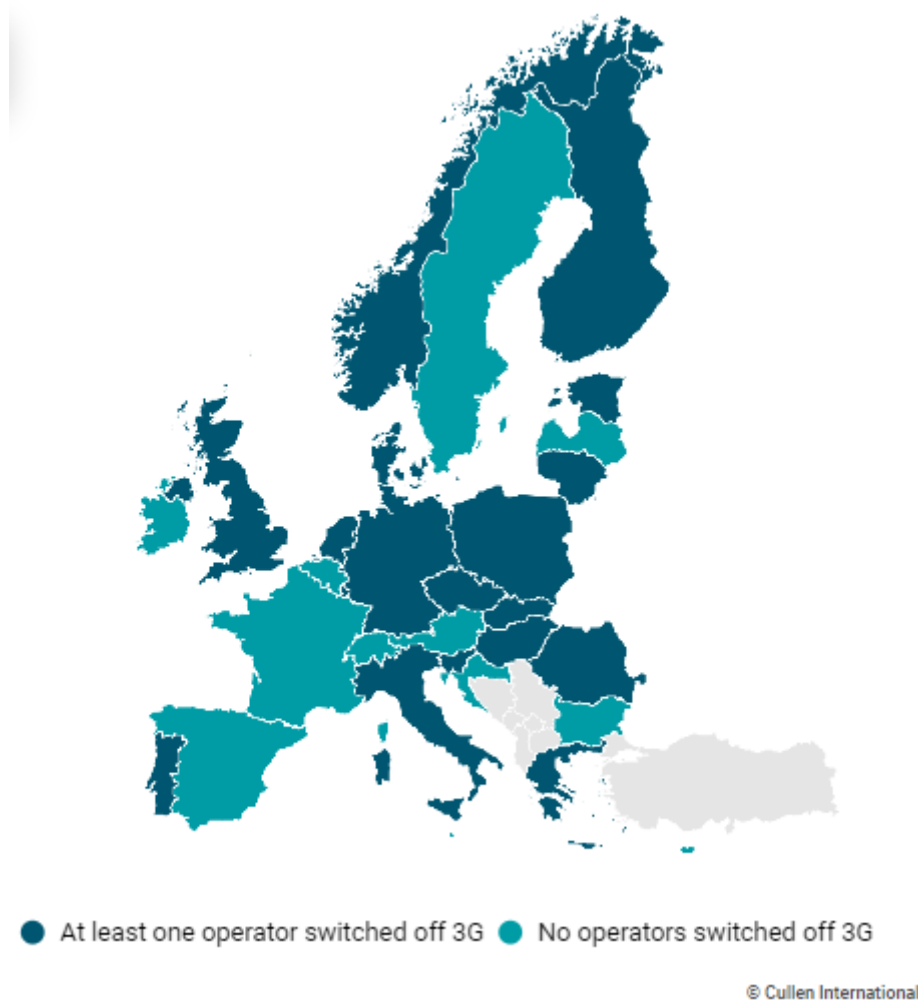 At least one operator switched off 3G No operators switched off 3G
© Cullen International